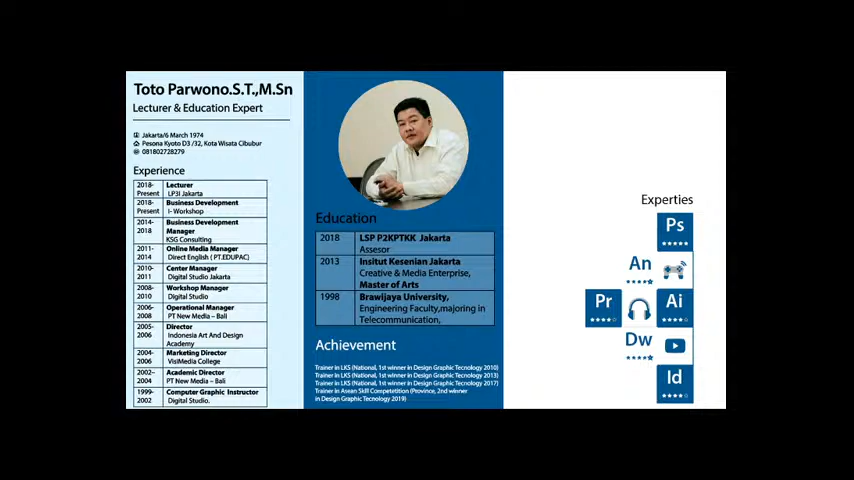 Toto Parwono.S.T.,M.Sn
Lecturer & Education Expert
Jakarta/6 March 1974
Pesona Kyoto D3 /32, Kota Wisata Cibubur
081802728279
Experience
2018-Present Lecturer
LP3I Jakarta
2018-Present Business Development
I- Workshop
2014-2018 Business Development
Manager
KSG Consulting
2011-2014 Online Media Manager
Direct English ( PT.EDUPAC)
2010-2011 Center Manager
Digital Studio Jakarta
2008-2010 Workshop Manager
Digital Studio
2006-2008 Operational Manager
PT New Media – Bali
2005-2006 Director
Indonesia Art And Design
Academy
2004-2006 Marketing Director
VisiMedia College
2002–2004 Academic Director
PT New Media – Bali
1999-2002 Computer Graphic Instructor
Digital Studio.
Education
2018 LSP P2KPTKK Jakarta
Assesor
2013 Insitut Kesenian Jakarta
Creative & Media Enterprise,
Master of Arts
1998 Brawijaya University,
Engineering Faculty,majoring in
Telecommunication,
Achievement
Trainer in LKS (National, 1st winner in Design Graphic Tecnology 2010)
Trainer in LKS (National, 1st winner in Design Graphic Tecnology 2013)
Trainer in LKS (National, 1st winner in Design Graphic Tecnology 2017)
Trainer in Asean Skill Competetition (Province, 2nd winner
in Design Graphic Tecnology 2019)
Experties
Ps
An
Pr
Ai
Dw
Id